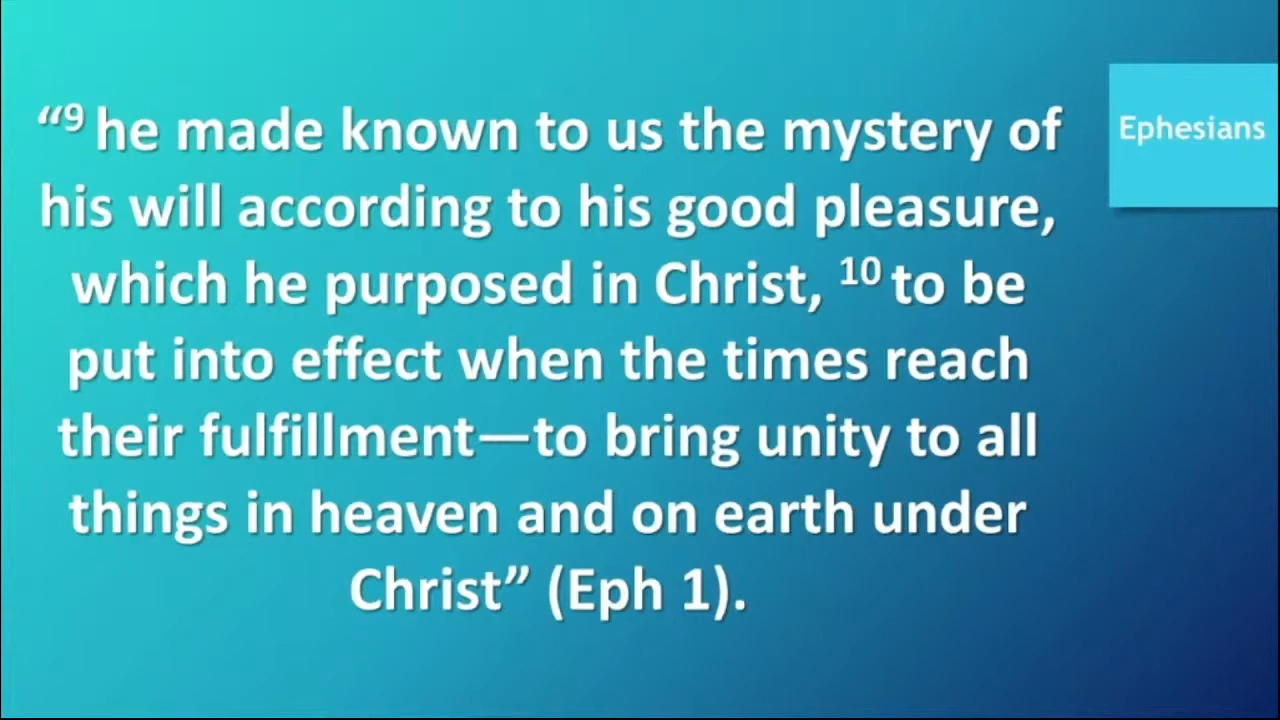 “⁹ he made known to us the mystery of
his will according to his good pleasure,
which he purposed in Christ, ¹⁰ to be
put into effect when the times reach
their fulfillment—to bring unity to all
things in heaven and on earth under
Christ” (Eph 1).
Ephesians